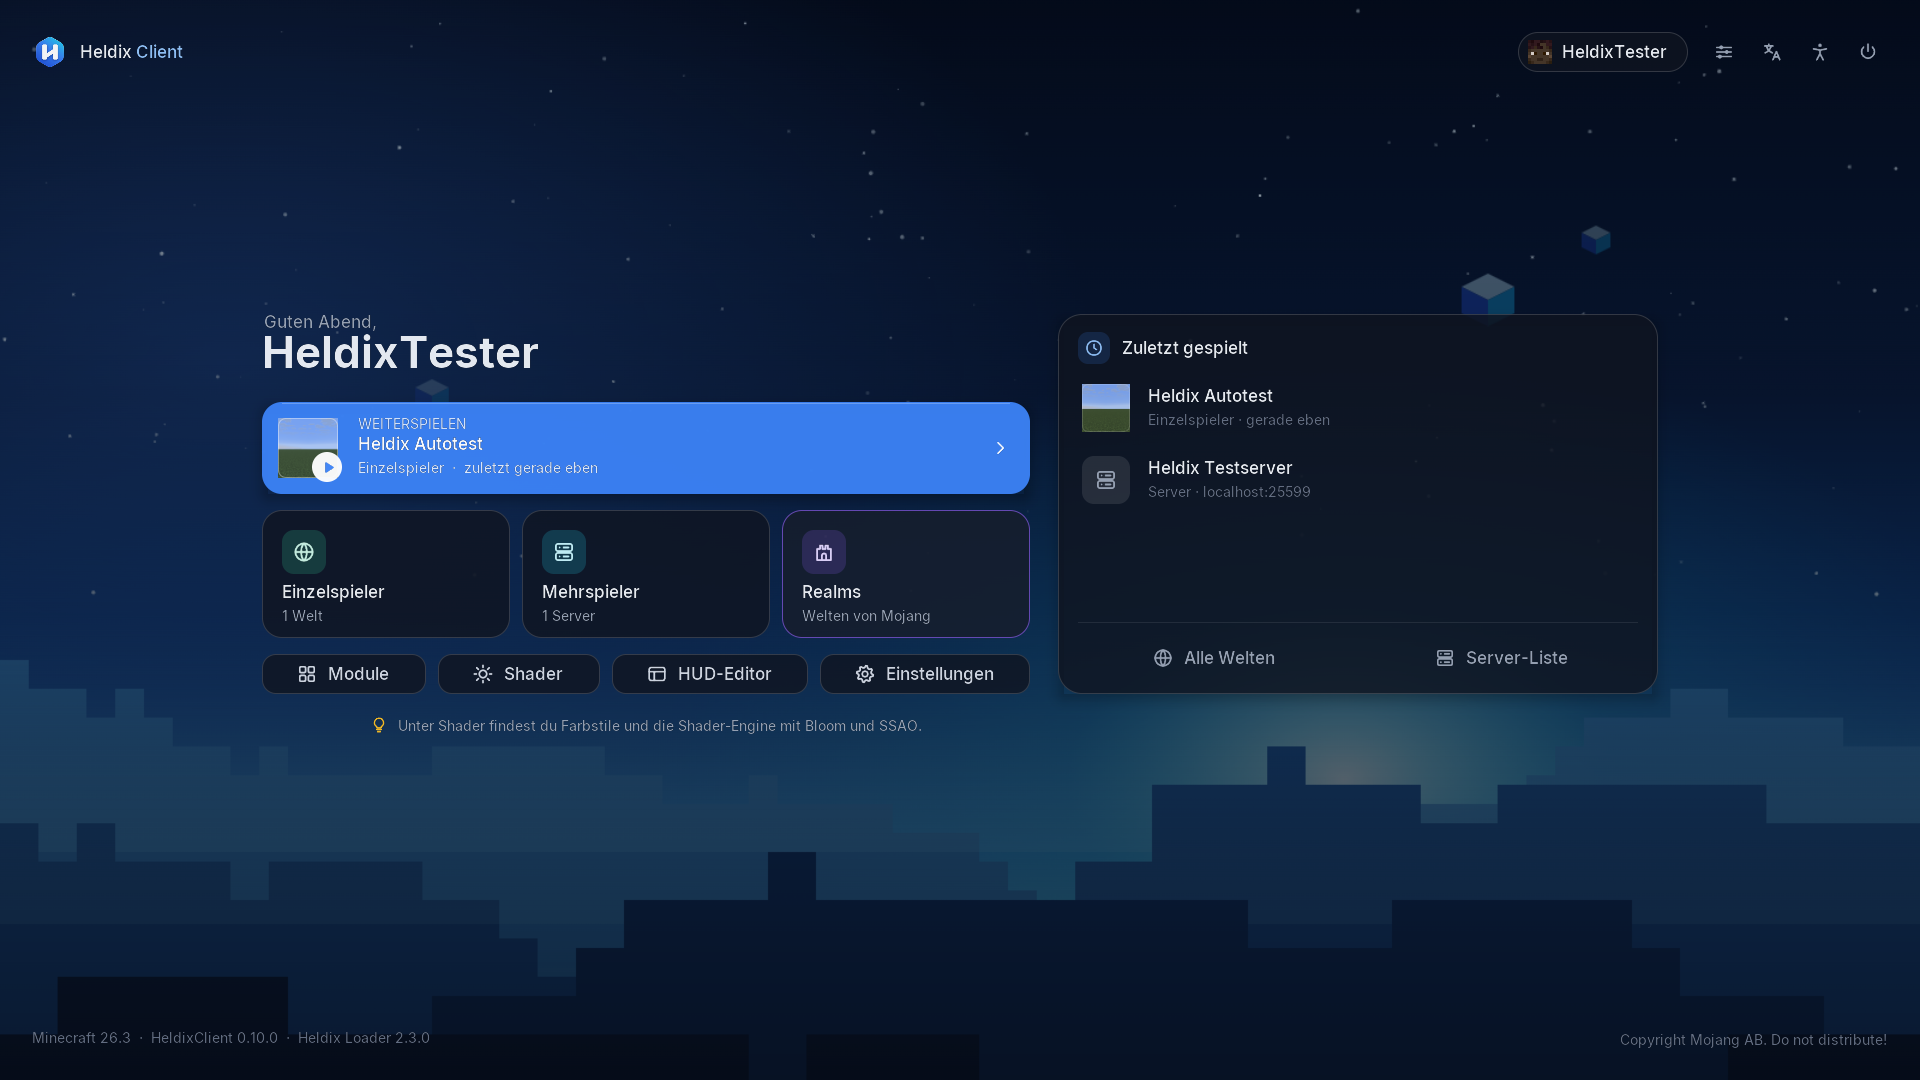 Heldix Client
HeldixTester
Guten Abend,
HeldixTester
WEITERSPIELEN
Heldix Autotest
Einzelspieler · zuletzt gerade eben
Einzelspieler
1 Welt
Mehrspieler
1 Server
Realms
Welten von Mojang
Module
Shader
HUD-Editor
Einstellungen
Unter Shader findest du Farbstile und die Shader-Engine mit Bloom und SSAO.
Zuletzt gespielt
Heldix Autotest
Einzelspieler · gerade eben
Heldix Testserver
Server · localhost:25599
Alle Welten
Server-Liste
Minecraft 26.3 · HeldixClient 0.10.0 · Heldix Loader 2.3.0
Copyright Mojang AB. Do not distribute!